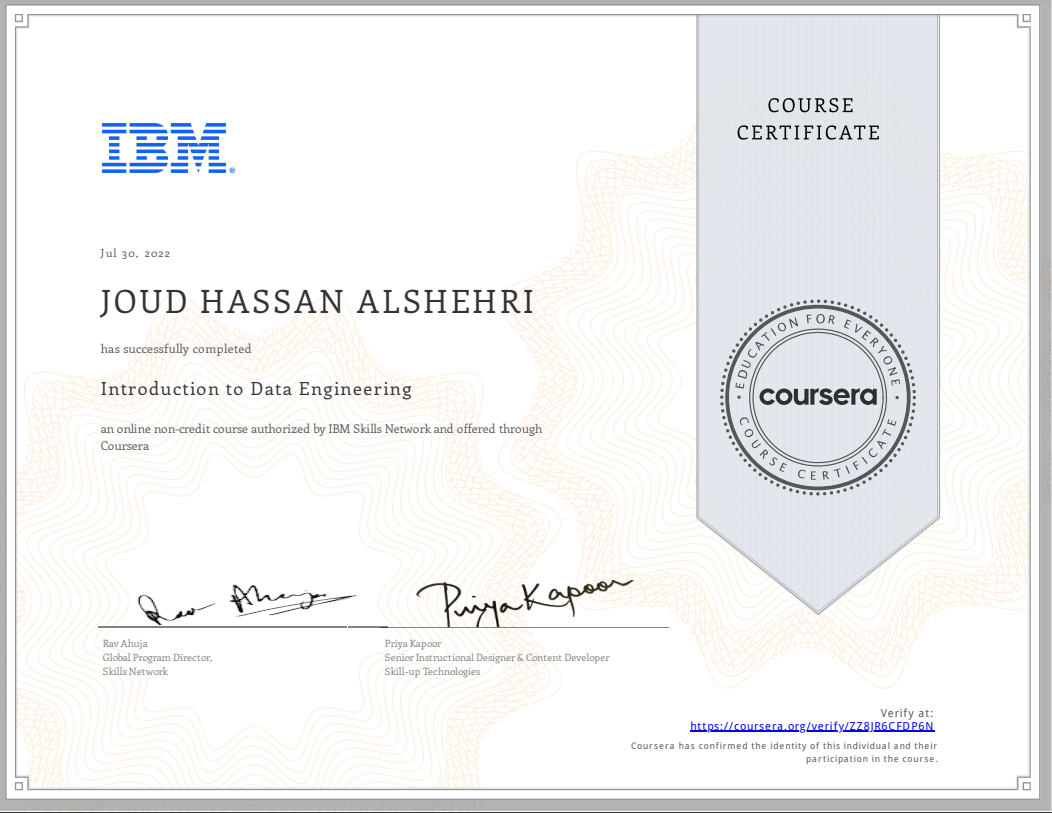 COURSE
CERTIFICATE
IBM®
Jul 30, 2022
JOUD HASSAN ALSHEHRI
has successfully completed
Introduction to Data Engineering
an online non-credit course authorized by IBM Skills Network and offered through
Coursera
EDUCATION FOR EVERYONE
coursera
COURSE CERTIFICATE
Rav Ahuja
Priya Kapoor
Rav Ahuja
Global Program Director,
Skills Network
Priya Kapoor
Senior Instructional Designer & Content Developer
Skill-up Technologies
Verify at:
https://coursera.org/verify/ZZ8JR6CFDP6N
Coursera has confirmed the identity of this individual and their
participation in the course.